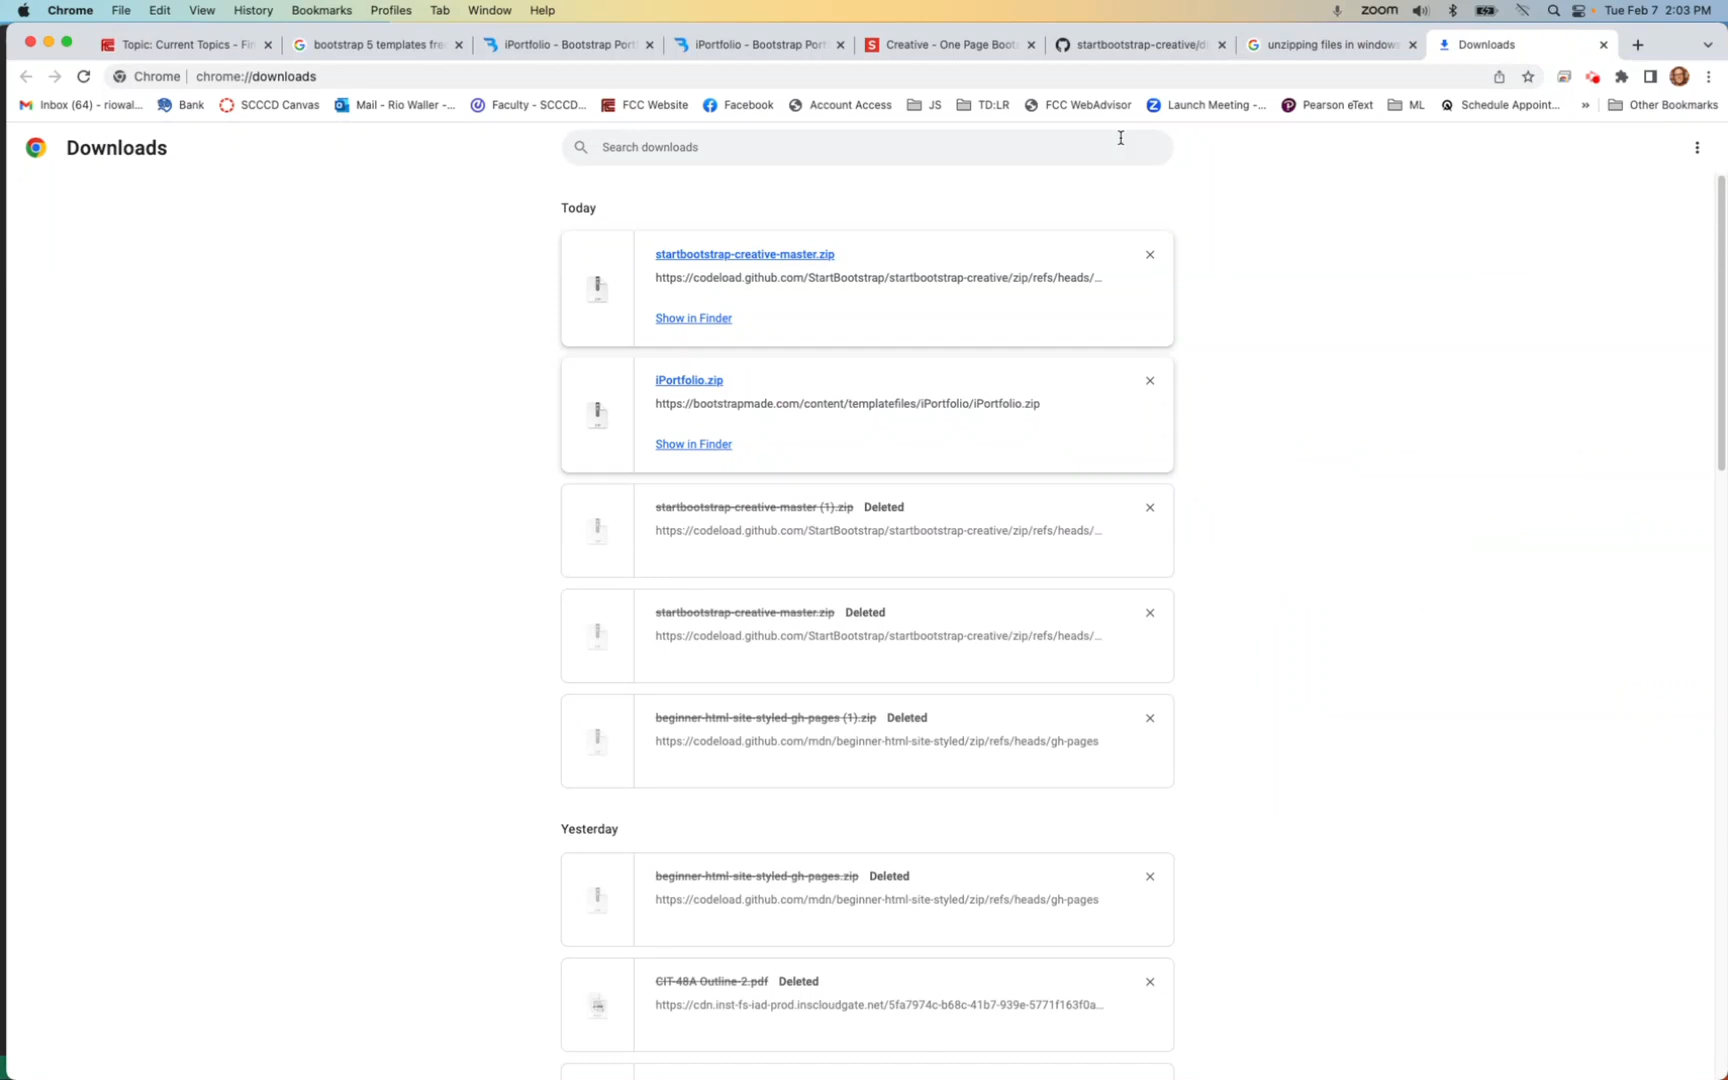 Chrome File Edit View History Bookmarks Profiles Tab Window Help zoom Tue Feb 7 2:03 PM
Topic: Current Topics - Fin bootstrap 5 templates fre iPortfolio - Bootstrap Port iPortfolio - Bootstrap Port Creative - One Page Boot startbootstrap-creative/di unzipping files in window Downloads
Chrome chrome://downloads
Inbox (64) - riowal... Bank SCCCD Canvas Mail - Rio Waller -... Faculty - SCCCD... FCC Website Facebook Account Access JS TD:LR FCC WebAdvisor Launch Meeting -... Pearson eText ML Schedule Appoint... » Other Bookmarks
Downloads
Search downloads
Today
startbootstrap-creative-master.zip
https://codeload.github.com/StartBootstrap/startbootstrap-creative/zip/refs/heads/...
Show in Finder
iPortfolio.zip
https://bootstrapmade.com/content/templatefiles/iPortfolio/iPortfolio.zip
Show in Finder
startbootstrap-creative-master (1).zip Deleted
https://codeload.github.com/StartBootstrap/startbootstrap-creative/zip/refs/heads/...
startbootstrap-creative-master.zip Deleted
https://codeload.github.com/StartBootstrap/startbootstrap-creative/zip/refs/heads/...
beginner-html-site-styled-gh-pages (1).zip Deleted
https://codeload.github.com/mdn/beginner-html-site-styled/zip/refs/heads/gh-pages
Yesterday
beginner-html-site-styled-gh-pages.zip Deleted
https://codeload.github.com/mdn/beginner-html-site-styled/zip/refs/heads/gh-pages
CIT-48A Outline-2.pdf Deleted
https://cdn.inst-fs-iad-prod.inscloudgate.net/5fa7974c-b68c-41b7-939e-5771f163f0a...